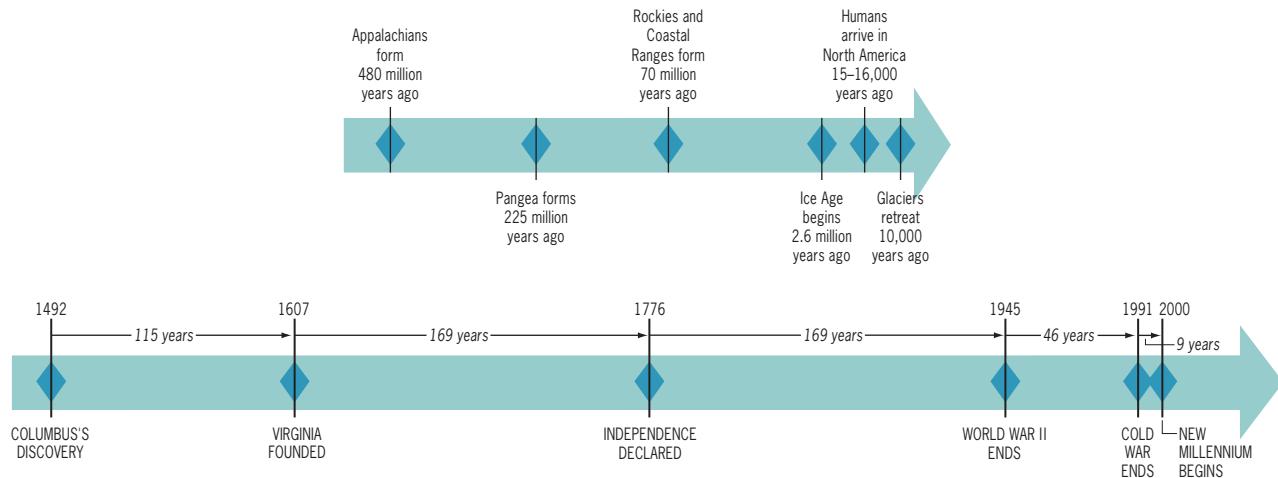 Appalachians
form
480 million
years ago
Rockies and
Coastal
Ranges form
70 million
years ago
Humans
arrive in
North America
15–16,000
years ago
Pangea forms
225 million
years ago
Ice Age
begins
2.6 million
years ago
Glaciers
retreat
10,000
years ago
1492
1607
1776
1945
1991
2000
115 years
169 years
169 years
46 years
9 years
COLUMBUS'S
DISCOVERY
VIRGINIA
FOUNDED
INDEPENDENCE
DECLARED
WORLD WAR II
ENDS
COLD
WAR
ENDS
NEW
MILLENNIUM
BEGINS